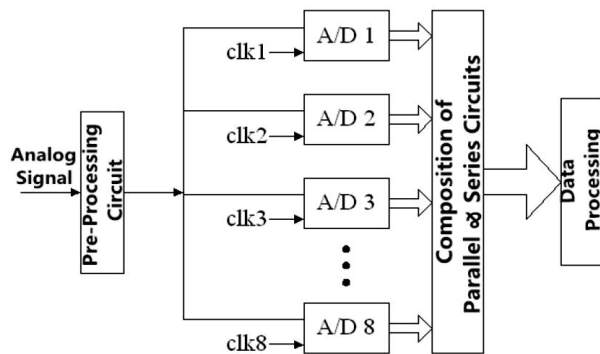 Analog
Signal
Pre-Processing
Circuit
clk1
A/D 1
clk2
A/D 2
clk3
A/D 3
clk8
A/D 8
Composition of
Parallel & Series Circuits
Data
Processing